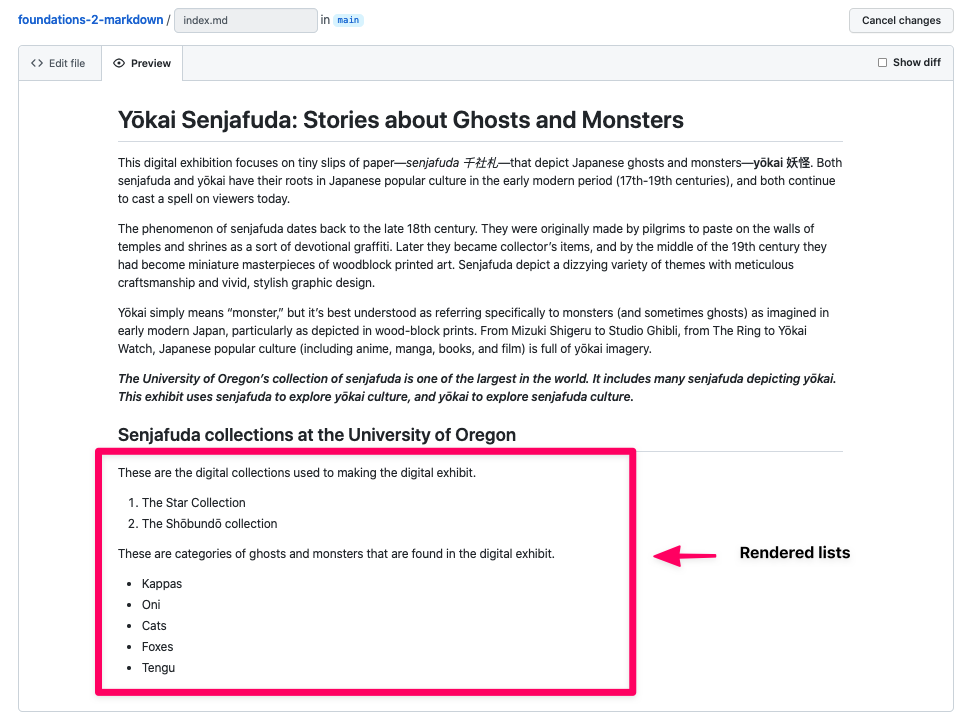 foundations-2-markdown / index.md in main Cancel changes
Edit file Preview Show diff
Yōkai Senjafuda: Stories about Ghosts and Monsters
This digital exhibition focuses on tiny slips of paper—senjafuda 千社札—that depict Japanese ghosts and monsters—yōkai 妖怪. Both
senjafuda and yōkai have their roots in Japanese popular culture in the early modern period (17th-19th centuries), and both continue
to cast a spell on viewers today.
The phenomenon of senjafuda dates back to the late 18th century. They were originally made by pilgrims to paste on the walls of
temples and shrines as a sort of devotional graffiti. Later they became collector’s items, and by the middle of the 19th century they
had become miniature masterpieces of woodblock printed art. Senjafuda depict a dizzying variety of themes with meticulous
craftsmanship and vivid, stylish graphic design.
Yōkai simply means “monster,” but it’s best understood as referring specifically to monsters (and sometimes ghosts) as imagined in
early modern Japan, particularly as depicted in wood-block prints. From Mizuki Shigeru to Studio Ghibli, from The Ring to Yōkai
Watch, Japanese popular culture (including anime, manga, books, and film) is full of yōkai imagery.
The University of Oregon’s collection of senjafuda is one of the largest in the world. It includes many senjafuda depicting yōkai.
This exhibit uses senjafuda to explore yōkai culture, and yōkai to explore senjafuda culture.
Senjafuda collections at the University of Oregon
These are the digital collections used to making the digital exhibit.
1. The Star Collection
2. The Shōbundō collection
These are categories of ghosts and monsters that are found in the digital exhibit.
Rendered lists
• Kappas
• Oni
• Cats
• Foxes
• Tengu